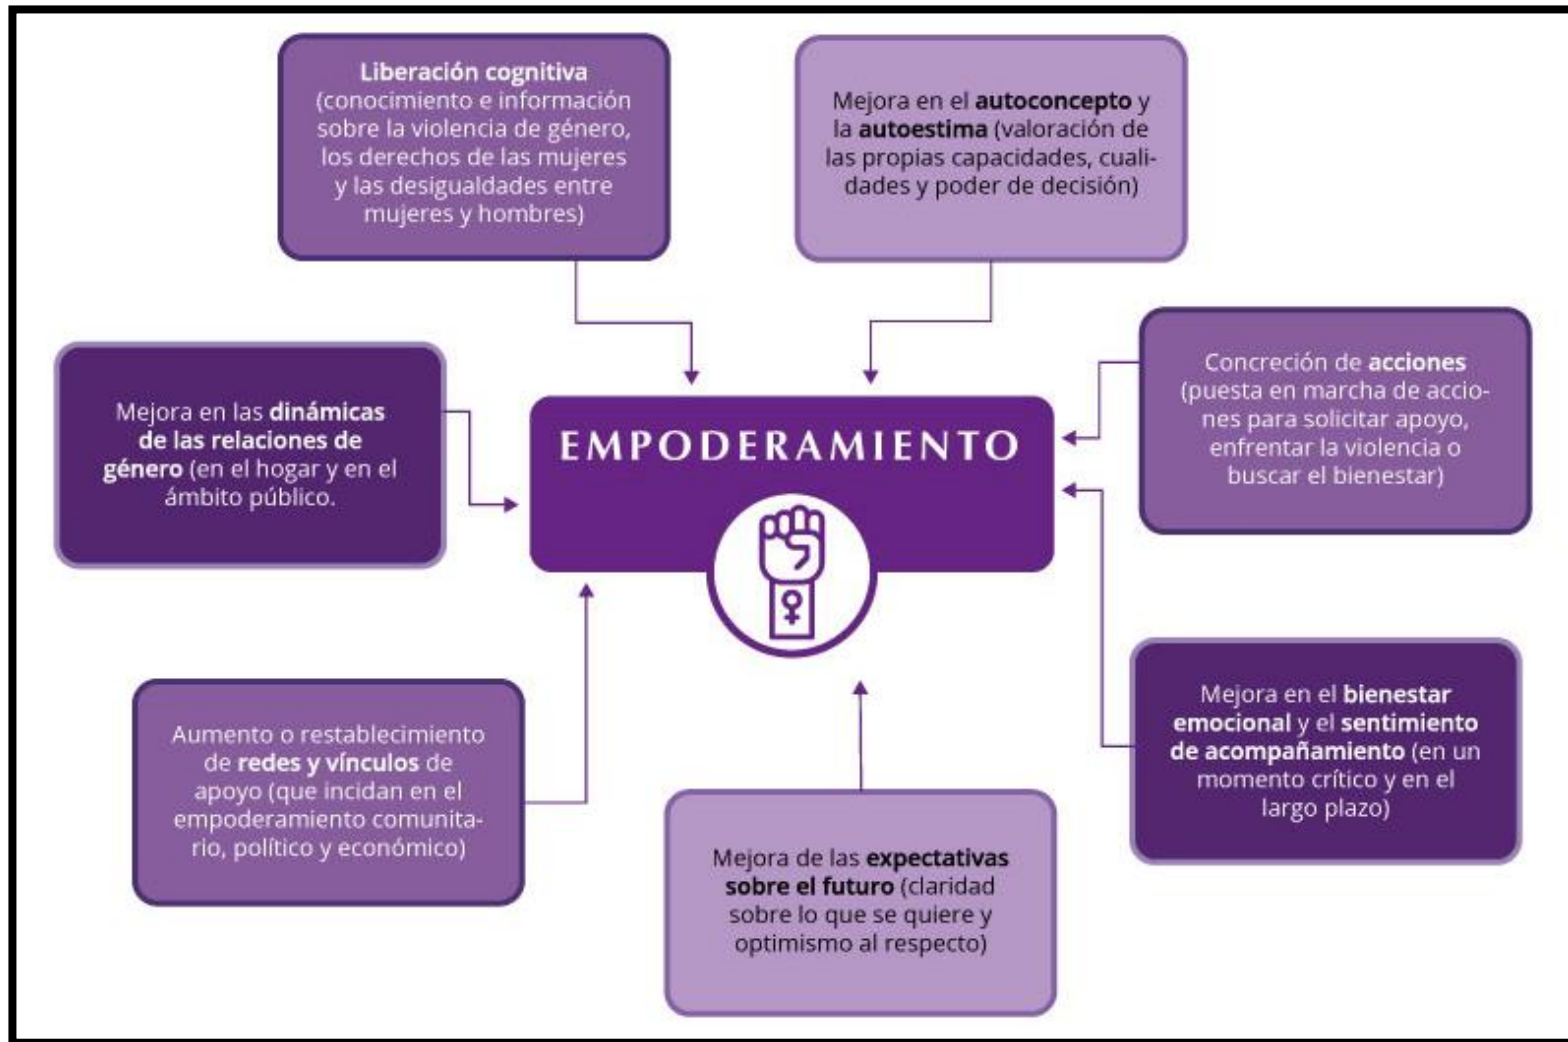 Liberación cognitiva
(conocimiento e información
sobre la violencia de género,
los derechos de las mujeres
y las desigualdades entre
mujeres y hombres)
Mejora en el autoconcepto y
la autoestima (valoración de
las propias capacidades, cuali-
dades y poder de decisión)
Mejora en las dinámicas
de las relaciones de
género (en el hogar y en el
ámbito público.
EMPODERAMIENTO
Concreción de acciones
(puesta en marcha de accio-
nes para solicitar apoyo,
enfrentar la violencia o
buscar el bienestar)
Aumento o restablecimiento
de redes y vínculos de
apoyo (que incidan en el
empoderamiento comunita-
rio, político y económico)
Mejora de las expectativas
sobre el futuro (claridad
sobre lo que se quiere y
optimismo al respecto)
Mejora en el bienestar
emocional y el sentimiento
de acompañamiento (en un
momento crítico y en el
largo plazo)